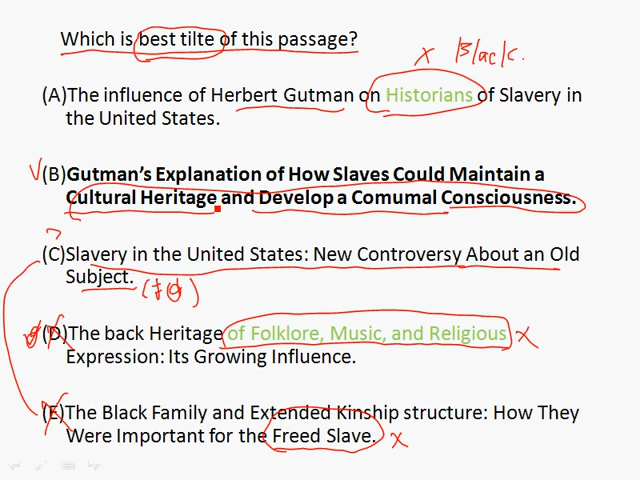 Which is best tilte of this passage?
x Black.
(A)The influence of Herbert Gutman on Historians of Slavery in
the United States.
(B)Gutman's Explanation of How Slaves Could Maintain a
Cultural Heritage and Develop a Comumal Consciousness.
(C)Slavery in the United States: New Controversy About an Old
Subject.
(D)The back Heritage of Folklore, Music, and Religious x
Expression: Its Growing Influence.
(E)The Black Family and Extended Kinship structure: How They
Were Important for the Freed Slave. x